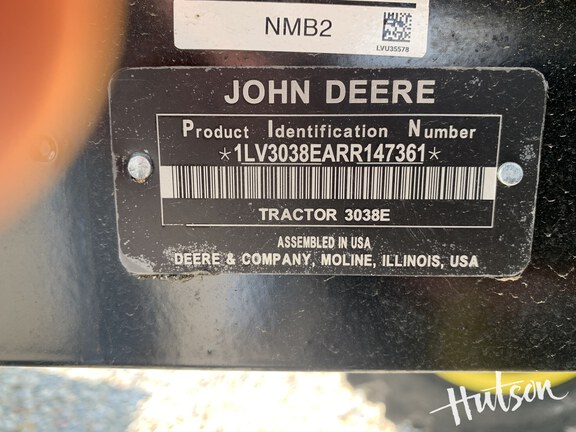 NMB2
LVU35578
JOHN DEERE
Product Identification Number
*1LV3038EARR147361*
TRACTOR 3038E
ASSEMBLED IN USA
DEERE & COMPANY, MOLINE, ILLINOIS, USA
Hutson